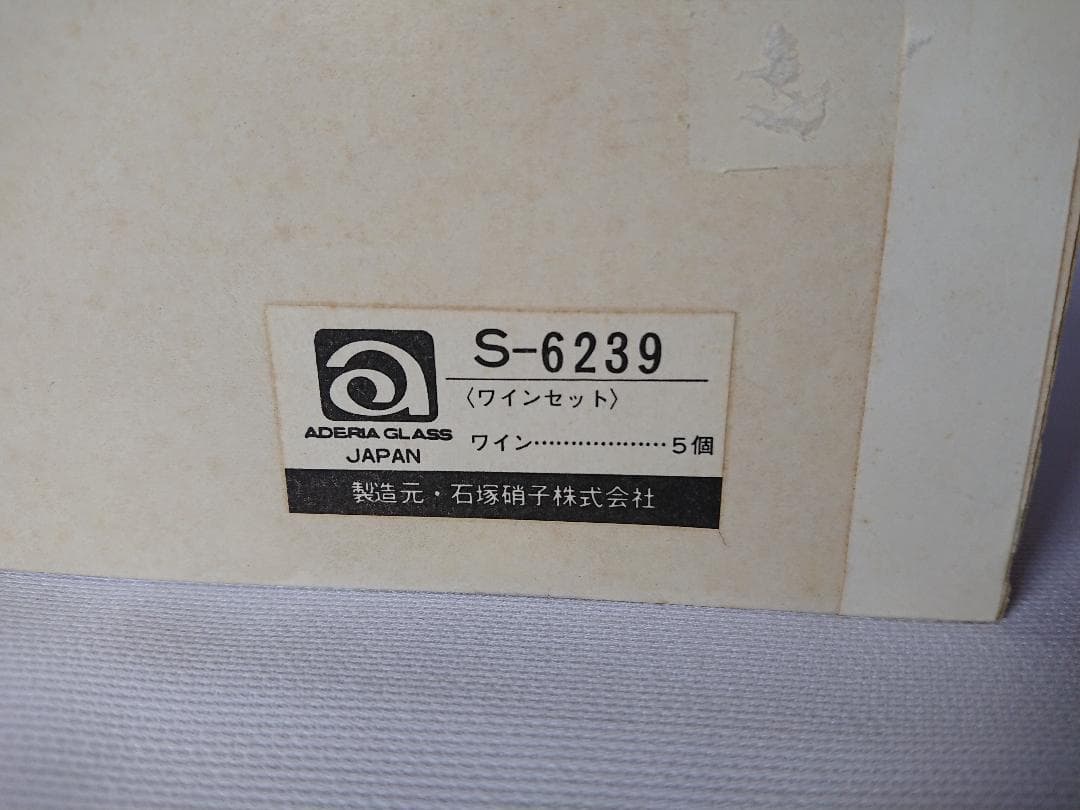 S-6239
〈ワインセット〉
ADERIA GLASS
JAPAN
ワイン………………5個
製造元・石塚硝子株式会社